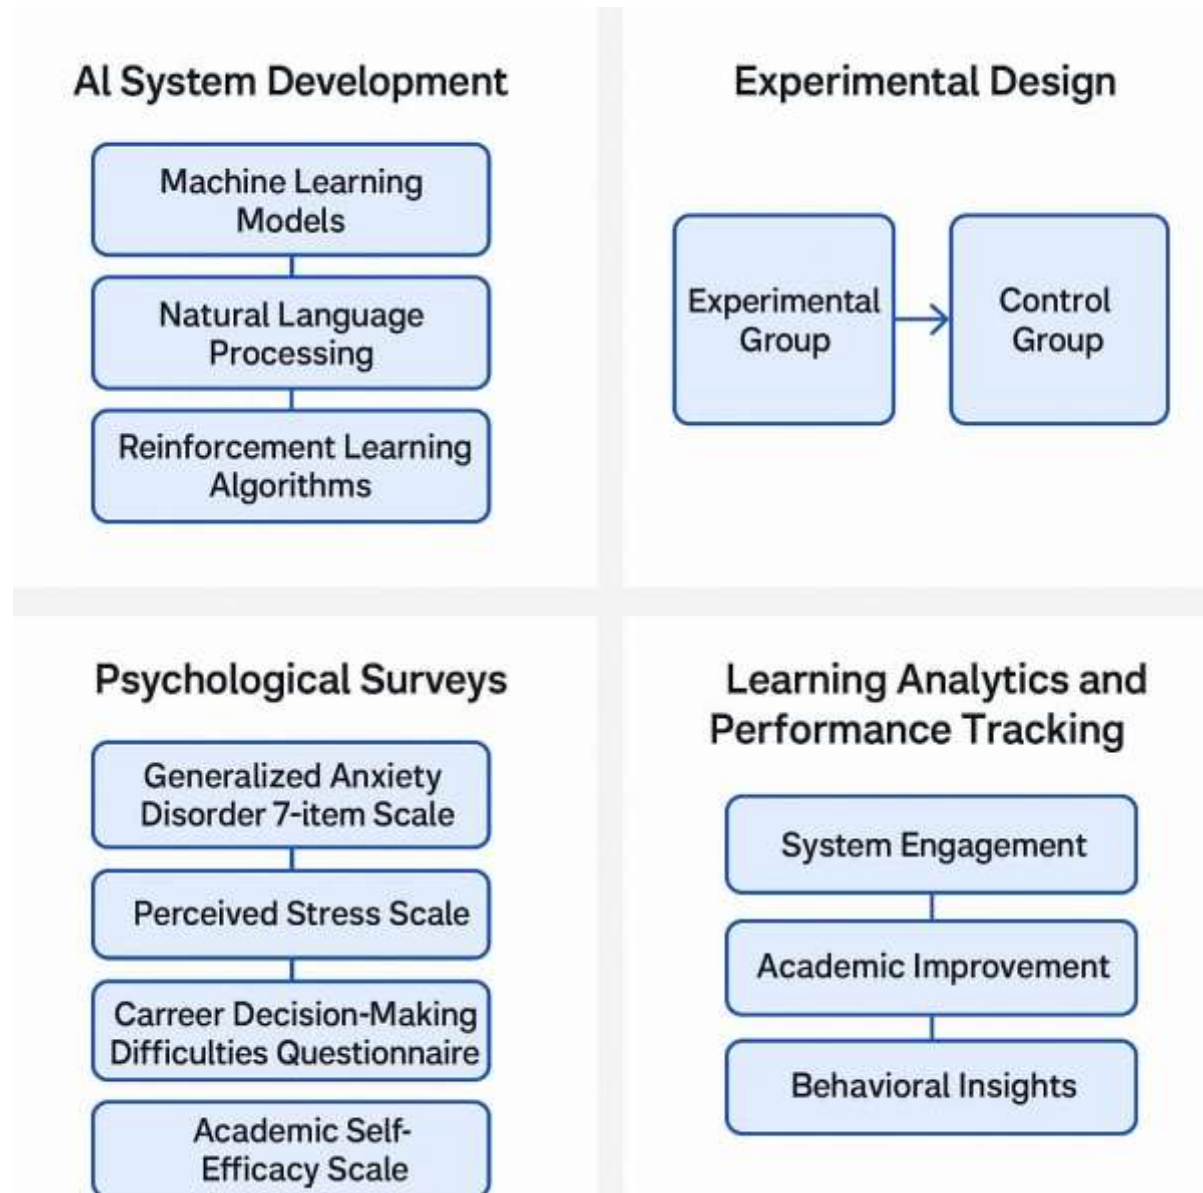 AI System Development
Machine Learning
Models
Natural Language
Processing
Reinforcement Learning
Algorithms
Experimental Design
Experimental
Group
Control
Group
Psychological Surveys
Generalized Anxiety
Disorder 7-item Scale
Perceived Stress Scale
Carreer Decision-Making
Difficulties Questionnaire
Academic Self-
Efficacy Scale
Learning Analytics and
Performance Tracking
System Engagement
Academic Improvement
Behavioral Insights